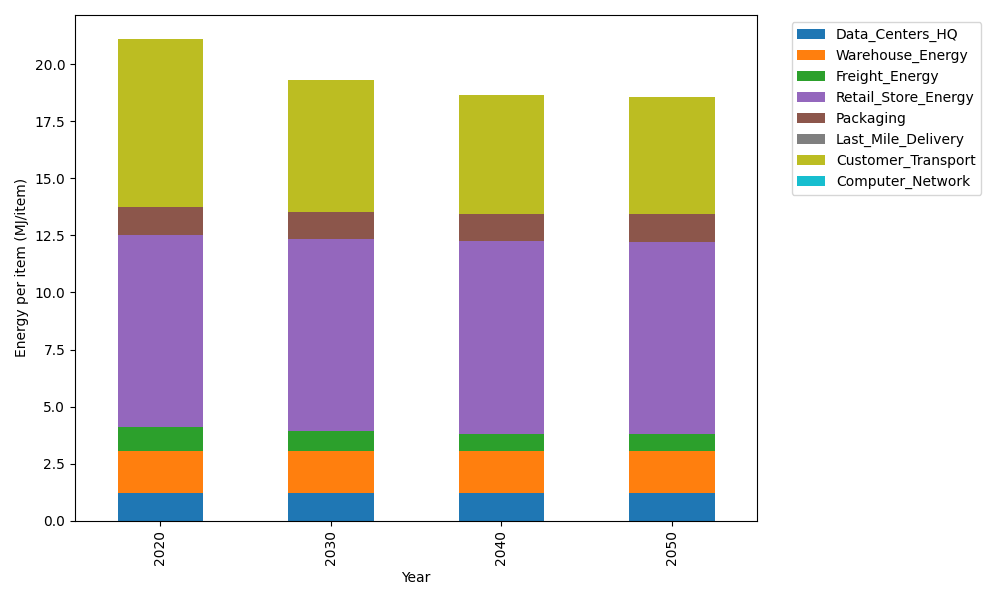 Energy per item (MJ/item)
20.0
17.5
15.0
12.5
10.0
7.5
5.0
2.5
0.0
2020
2030
2040
2050
Year
Data_Centers_HQ
Warehouse_Energy
Freight_Energy
Retail_Store_Energy
Packaging
Last_Mile_Delivery
Customer_Transport
Computer_Network